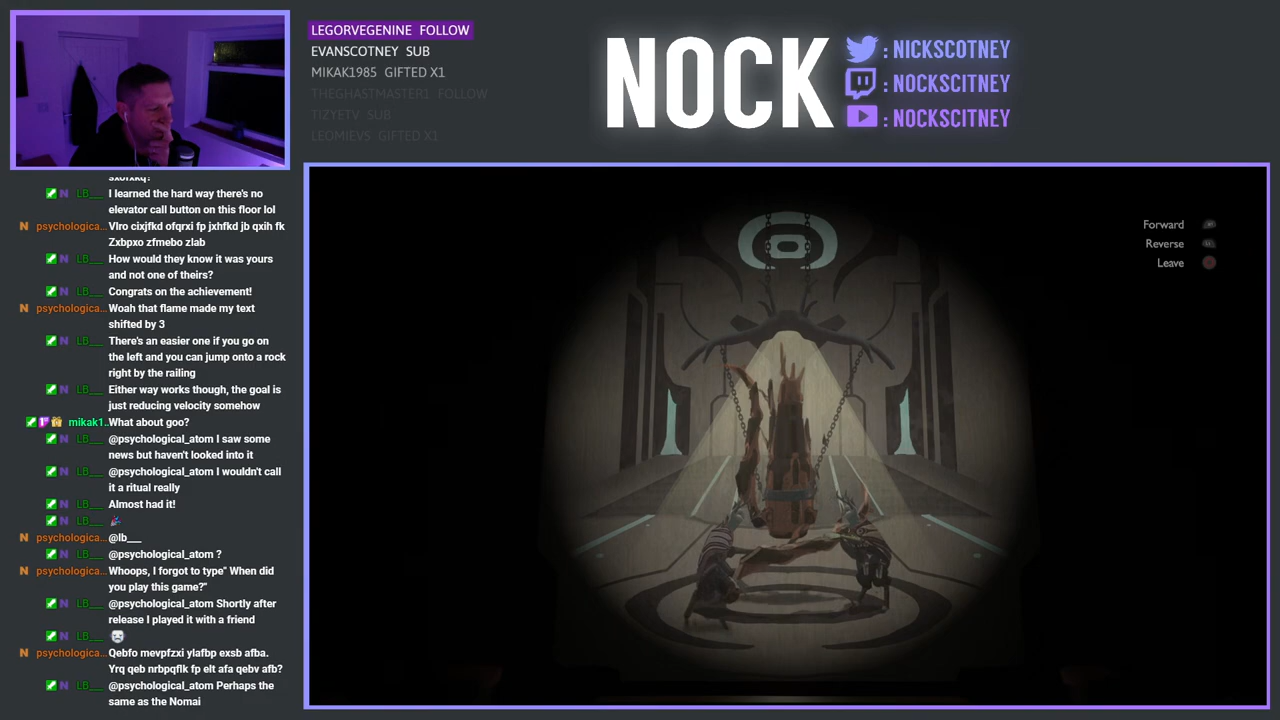 LEGORVEGENINE FOLLOW
EVANSCOTNEY SUB
MIKAK1985 GIFTED X1
THEGHASTMASTER1 FOLLOW
TIZYETV SUB
LEOMIEVS GIFTED X1
NOCK
: NICKSCOTNEY
: NOCKSCITNEY
: NOCKSCITNEY
Forward
Reverse
Leave
N LB___ I learned the hard way there's no
elevator call button on this floor lol
N psychologica... Vlro cixjfkd ofqrxi fp jxhfkd jb qxih fk
Zxbpxo zfmebo zlab
N LB___ How would they know it was yours
and not one of theirs?
N LB___ Congrats on the achievement!
N psychologica... Woah that flame made my text
shifted by 3
N LB___ There's an easier one if you go on
the left and you can jump onto a rock
right by the railing
N LB___ Either way works though, the goal is
just reducing velocity somehow
mikak1... What about goo?
N LB___ @psychological_atom I saw some
news but haven't looked into it
N LB___ @psychological_atom I wouldn't call
it a ritual really
N LB___ Almost had it!
N LB___
N psychologica... @lb___
N LB___ @psychological_atom ?
N psychologica... Whoops, I forgot to type" When did
you play this game?"
N LB___ @psychological_atom Shortly after
release I played it with a friend
N LB___
N psychologica... Qebfo mevpfzxi ylafbp exsb afba.
Yrq qeb nrbpqflk fp elt afa qebv afb?
N LB___ @psychological_atom Perhaps the
same as the Nomai